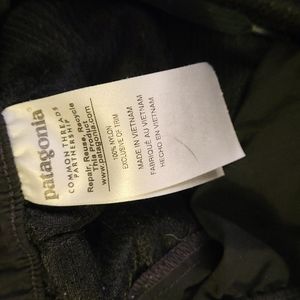 patagonia
COMMON THREADS
PARTNERSHIP
Repair, Reuse, Recycle
This Product
www.patagonia.com
100% NYLON
EXCLUSIVE OF TRIM
MADE IN VIETNAM
FABRIQUÉ AU VIETNAM
HECHO EN VIETNAM